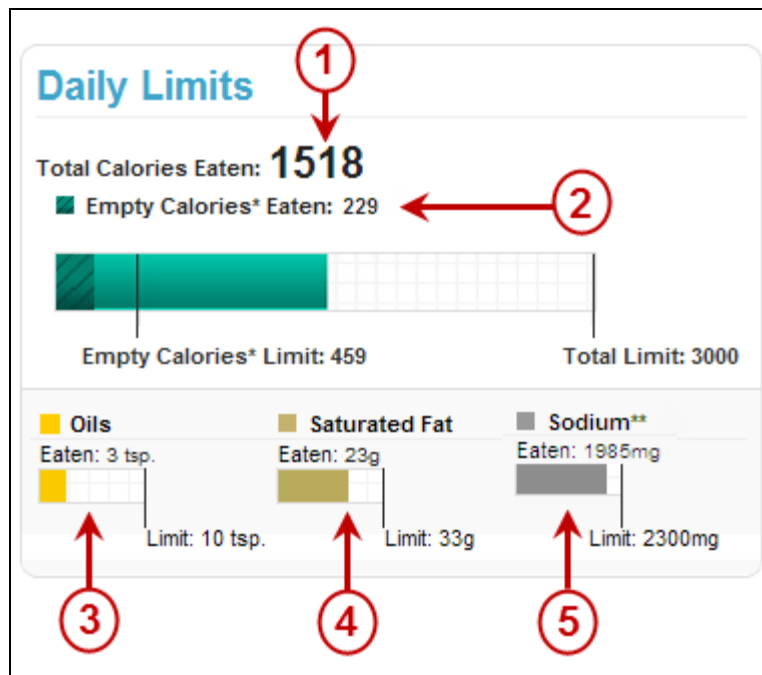 1
Daily Limits
Total Calories Eaten: 1518
Empty Calories* Eaten: 229
2
Empty Calories* Limit: 459 Total Limit: 3000
Oils Saturated Fat Sodium**
Eaten: 3 tsp. Eaten: 23g Eaten: 1985mg
Limit: 10 tsp. Limit: 33g Limit: 2300mg
3 4 5